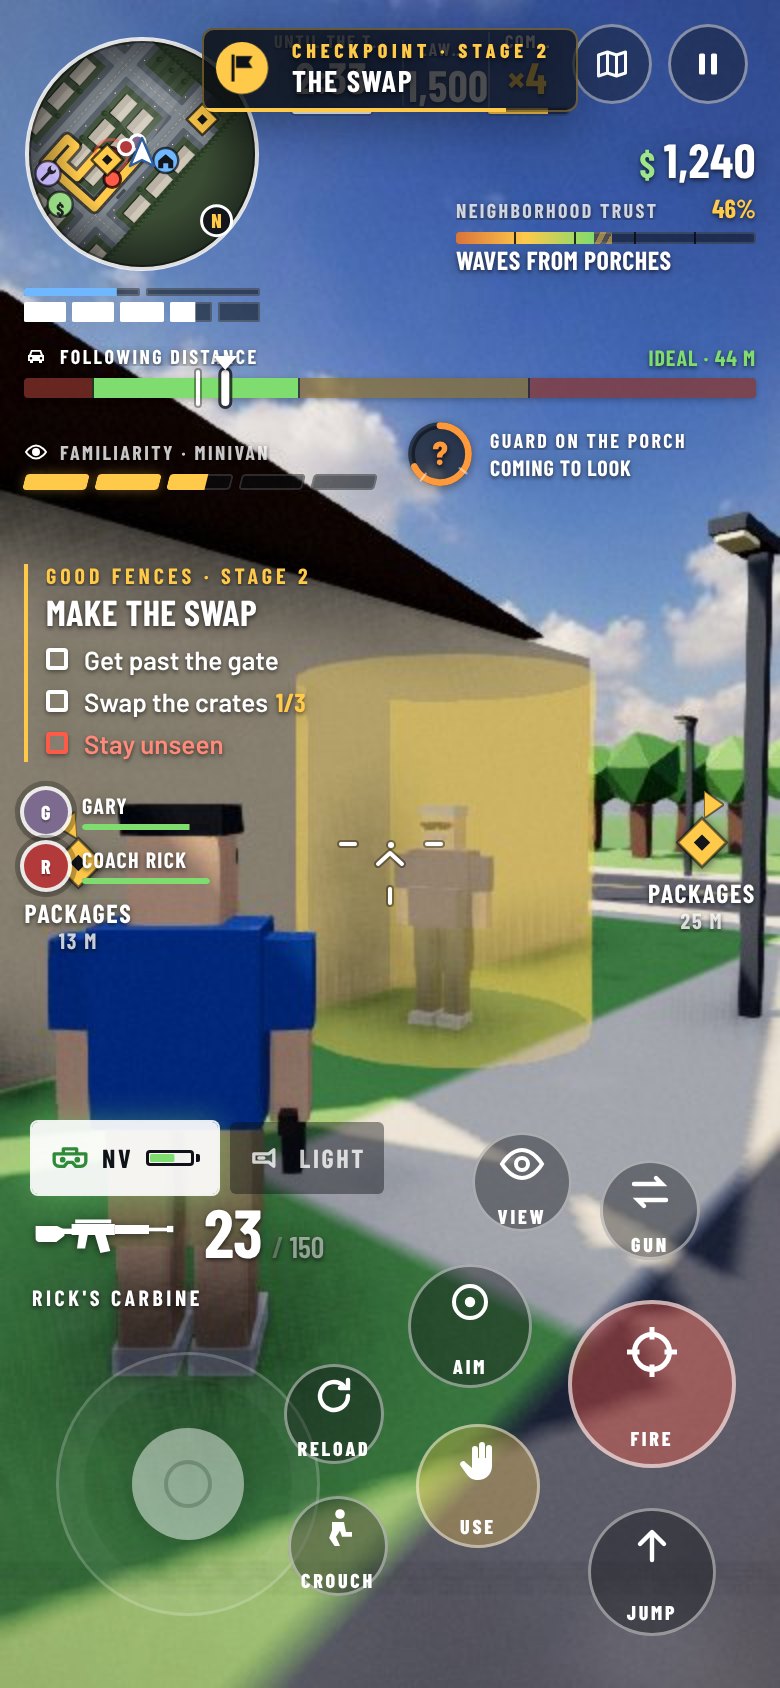 CHECKPOINT · STAGE 2
THE SWAP
1,500
×4
N
$ 1,240
NEIGHBORHOOD TRUST 46%
WAVES FROM PORCHES
FOLLOWING DISTANCE IDEAL · 44 M
FAMILIARITY · MINIVAN
?
GUARD ON THE PORCH
COMING TO LOOK
GOOD FENCES · STAGE 2
MAKE THE SWAP
Get past the gate
Swap the crates 1/3
Stay unseen
G GARY
R COACH RICK
PACKAGES
13 M
PACKAGES
25 M
NV
LIGHT
VIEW
GUN
23 / 150
RICK'S CARBINE
AIM
FIRE
RELOAD
USE
CROUCH
JUMP